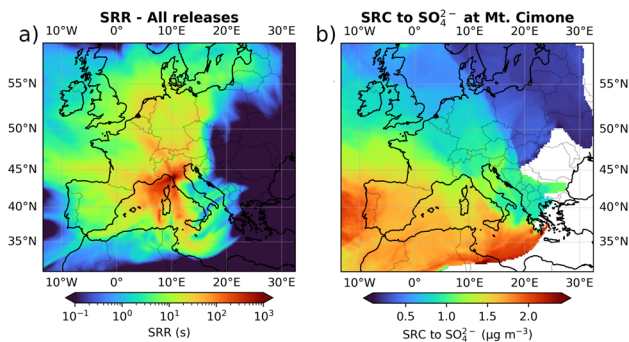 a) SRR - All releases
10°W 0° 10°E 20°E 30°E
55°N
50°N
45°N
40°N
35°N
10°W 0° 10°E 20°E 30°E
10⁻¹ 10⁰ 10¹ 10² 10³
SRR (s)
b) SRC to SO₄²⁻ at Mt. Cimone
10°W 0° 10°E 20°E 30°E
55°N
50°N
45°N
40°N
35°N
10°W 0° 10°E 20°E 30°E
0.5 1.0 1.5 2.0
SRC to SO₄²⁻ (μg m⁻³)